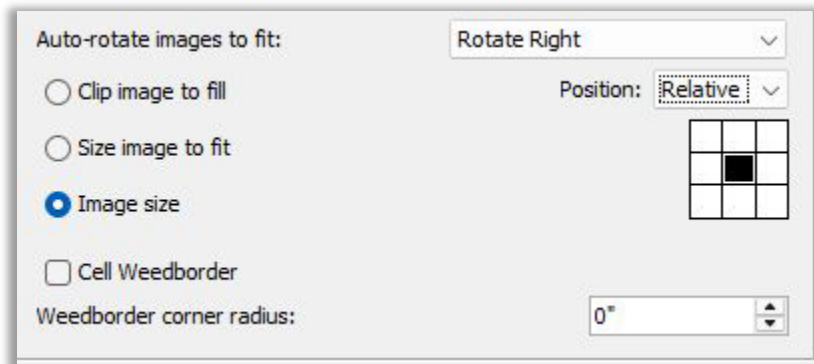 Auto-rotate images to fit: Rotate Right
Clip image to fill Position: Relative
Size image to fit
Image size
Cell Weedborder
Weedborder corner radius: 0"